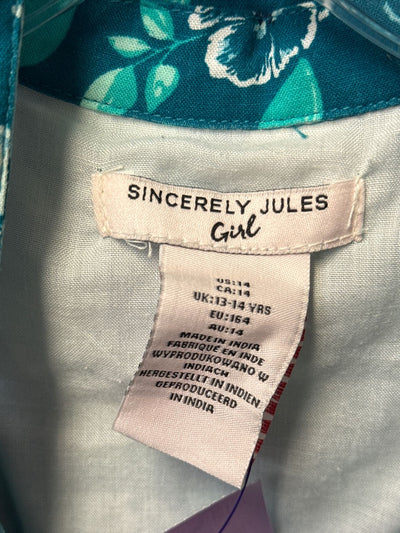 SINCERELY JULES
Girl
US:14
CA:14
UK:13-14 YRS
EU:164
AU:14
MADE IN INDIA
FABRIQUÉ EN INDE
WYPRODUKOWANO W
INDIACH
HERGESTELLT IN INDIEN
GEPRODUCEERD
IN INDIA